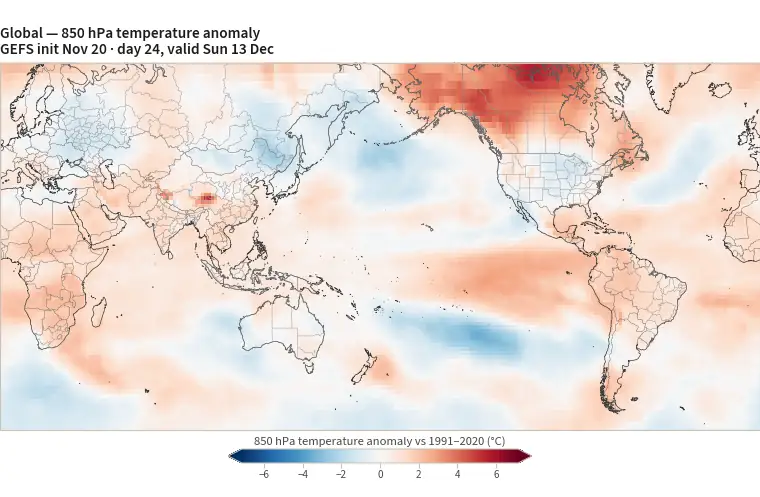 Global — 850 hPa temperature anomaly
GEFS init Nov 20 · day 24, valid Sun 13 Dec
850 hPa temperature anomaly vs 1991–2020 (°C)
−6 −4 −2 0 2 4 6